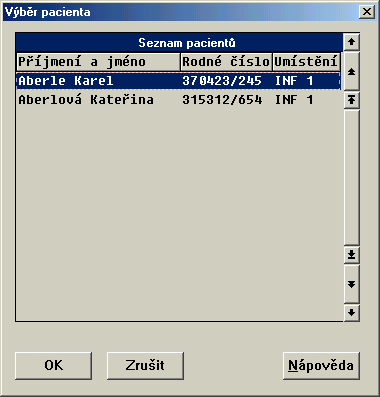 Výběr pacienta
Seznam pacientů
Příjmení a jméno Rodné číslo Umístění
Aberle Karel 370423/245 INF 1
Aberlová Kateřina 315312/654 INF 1
OK Zrušit Nápověda